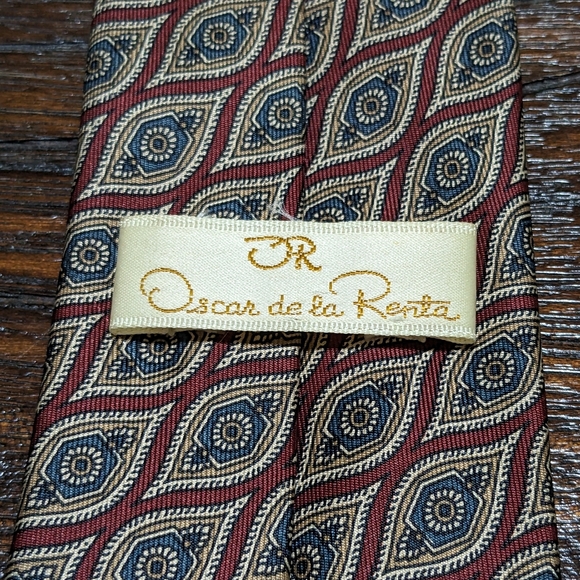 OR
Oscar de la Renta